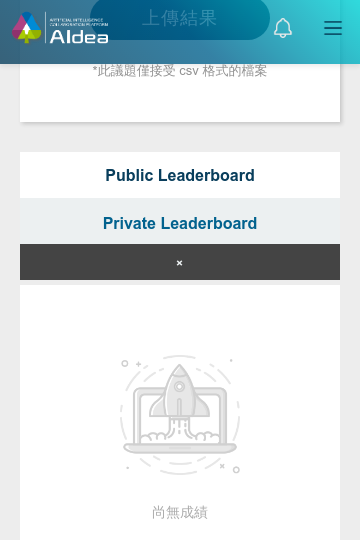 上傳結果
ARTIFICIAL INTELLIGENCE
COLLABORATION PLATFORM
AIdea
*此議題僅接受 csv 格式的檔案
Public Leaderboard
Private Leaderboard
×
尚無成績